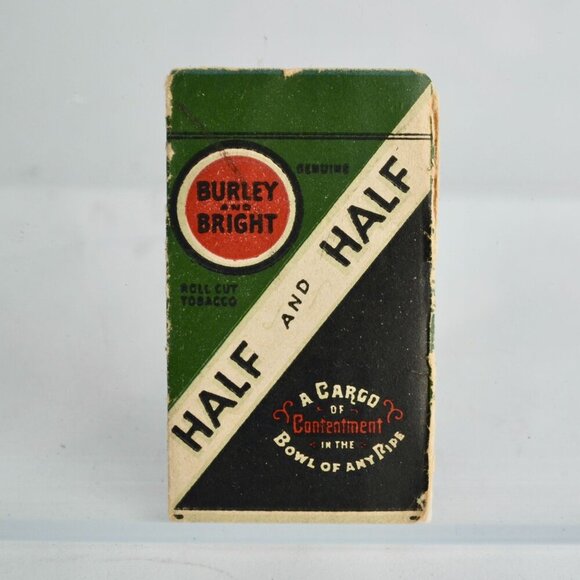 BURLEY
AND
BRIGHT
GENUINE
ROLL CUT
TOBACCO
HALF AND HALF
A CARGO
OF
Contentment
IN THE
BOWL OF ANY PIPE